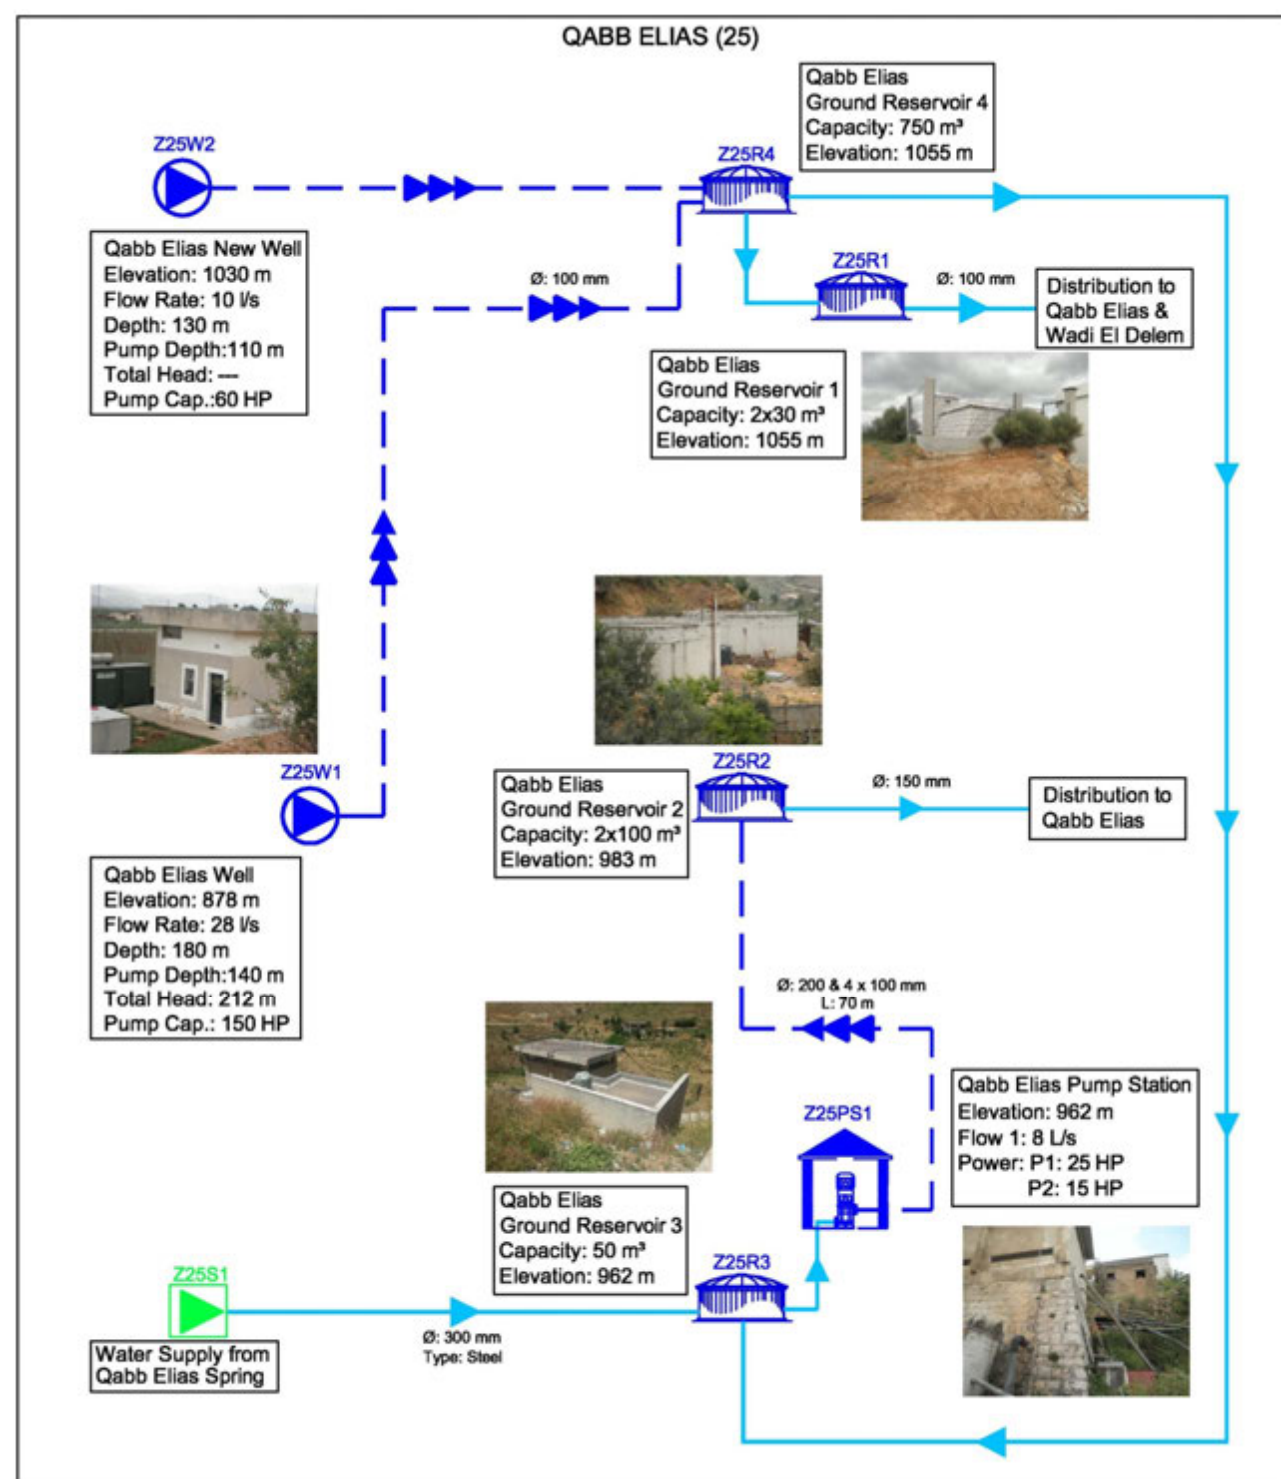 QABB ELIAS (25)
Qabb Elias
Ground Reservoir 4
Capacity: 750 m³
Elevation: 1055 m
Z25W2
Z25R4
Qabb Elias New Well
Elevation: 1030 m
Flow Rate: 10 l/s
Depth: 130 m
Pump Depth:110 m
Total Head: ---
Pump Cap.:60 HP
Ø: 100 mm
Z25R1
Ø: 100 mm
Distribution to
Qabb Elias &
Wadi El Delem
Qabb Elias
Ground Reservoir 1
Capacity: 2x30 m³
Elevation: 1055 m
Z25W1
Qabb Elias Well
Elevation: 878 m
Flow Rate: 28 l/s
Depth: 180 m
Pump Depth:140 m
Total Head: 212 m
Pump Cap.: 150 HP
Z25R2
Qabb Elias
Ground Reservoir 2
Capacity: 2x100 m³
Elevation: 983 m
Ø: 150 mm
Distribution to
Qabb Elias
Ø: 200 & 4 x 100 mm
L: 70 m
Z25PS1
Qabb Elias Pump Station
Elevation: 962 m
Flow 1: 8 L/s
Power: P1: 25 HP
P2: 15 HP
Qabb Elias
Ground Reservoir 3
Capacity: 50 m³
Elevation: 962 m
Z25R3
Z25S1
Ø: 300 mm
Type: Steel
Water Supply from
Qabb Elias Spring